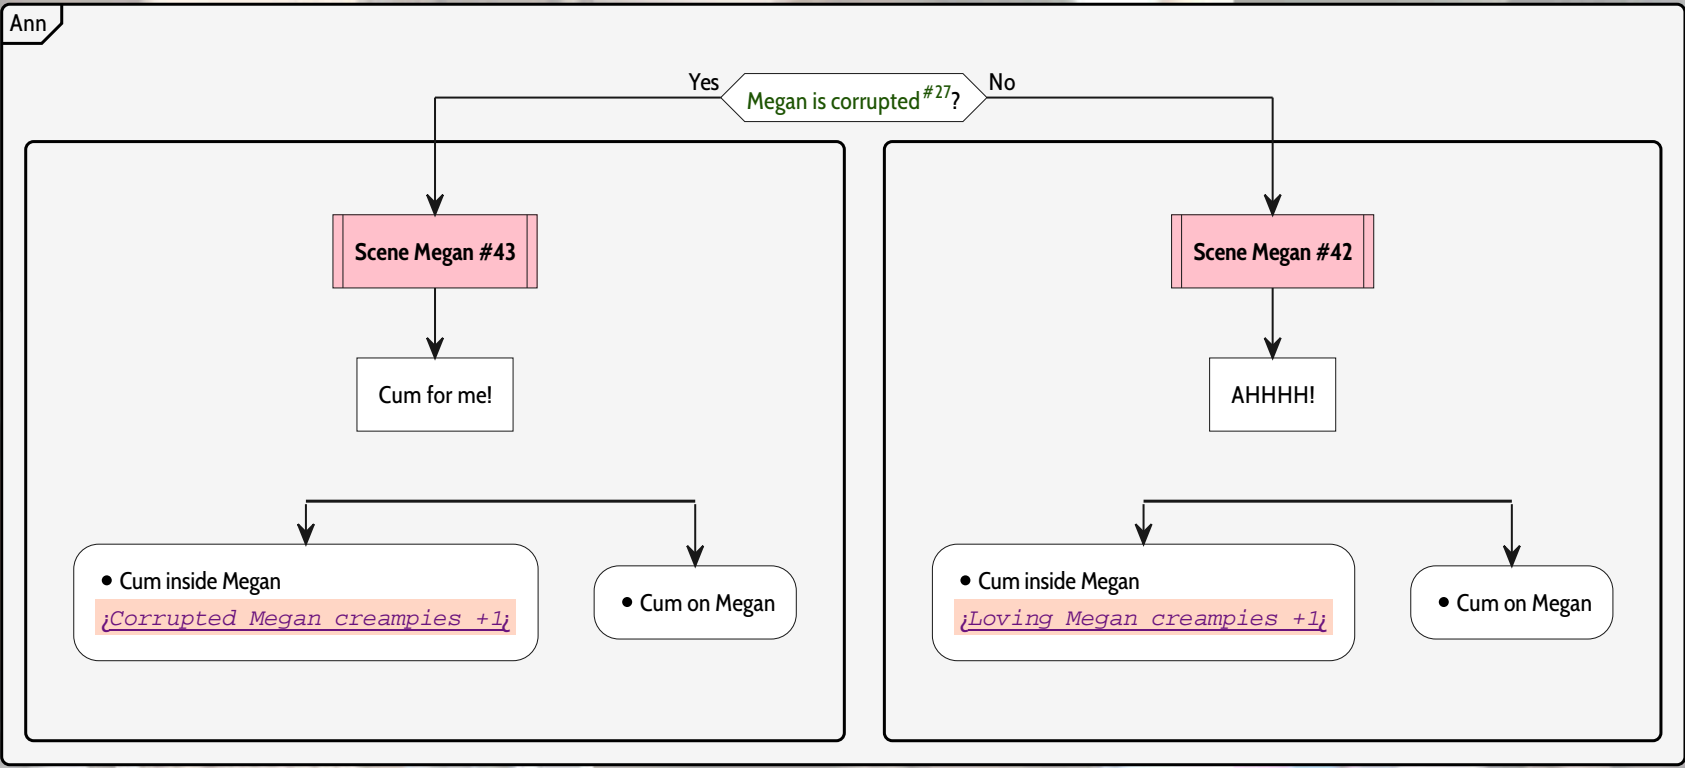 Ann
Yes
Megan is corrupted#27?
No
Scene Megan #43
Cum for me!
• Cum inside Megan
¿Corrupted Megan creampies +1¿
• Cum on Megan
Scene Megan #42
AHHHH!
• Cum inside Megan
¿Loving Megan creampies +1¿
• Cum on Megan